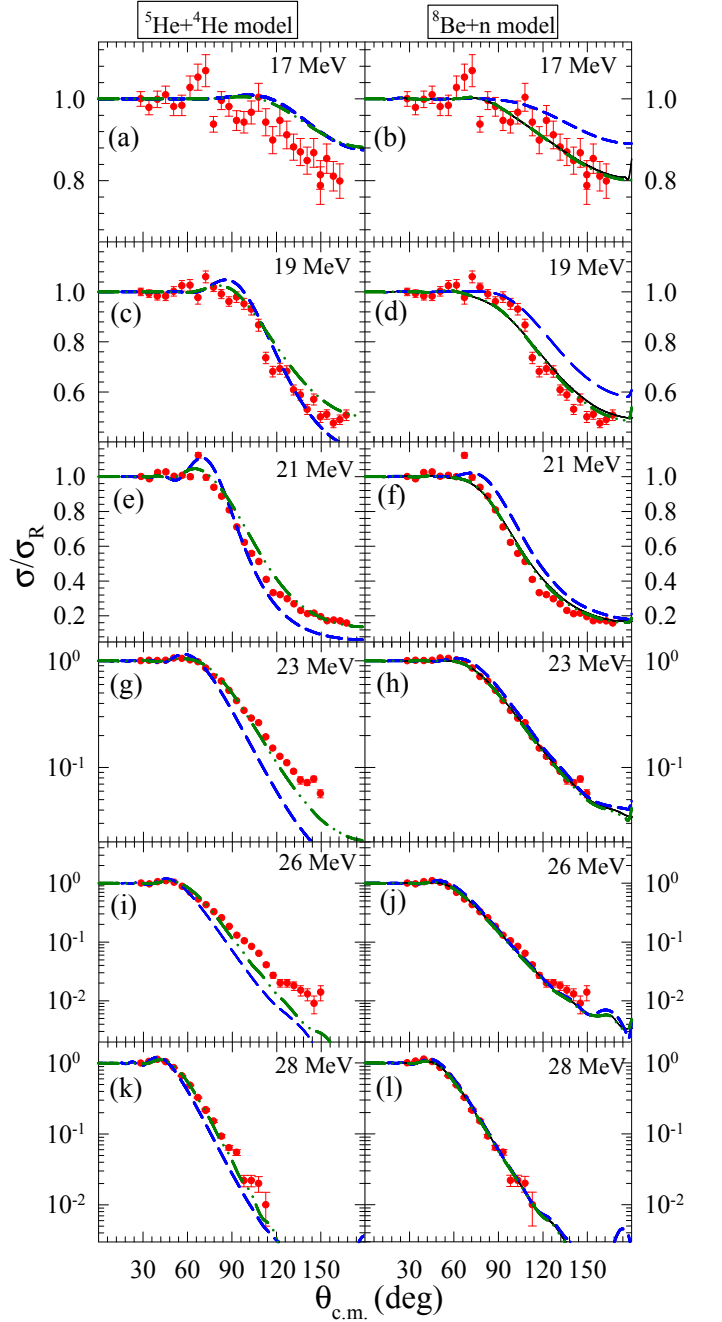 ⁵He+⁴He model
⁸Be+n model
17 MeV
17 MeV
1.0
1.0
(a)
(b)
0.8
0.8
19 MeV
19 MeV
1.0
1.0
(c)
(d)
0.8
0.8
0.6
0.6
21 MeV
21 MeV
1.0
1.0
(e)
(f)
0.8
0.8
0.6
0.6
0.4
0.4
0.2
0.2
σ/σ_R
23 MeV
23 MeV
10⁰
10⁰
(g)
(h)
10⁻¹
10⁻¹
26 MeV
26 MeV
10⁰
10⁰
(i)
(j)
10⁻¹
10⁻¹
10⁻²
10⁻²
28 MeV
28 MeV
10⁰
10⁰
(k)
(l)
10⁻¹
10⁻¹
10⁻²
10⁻²
30 60 90 120 150 30 60 90 120 150
θ_c.m. (deg)